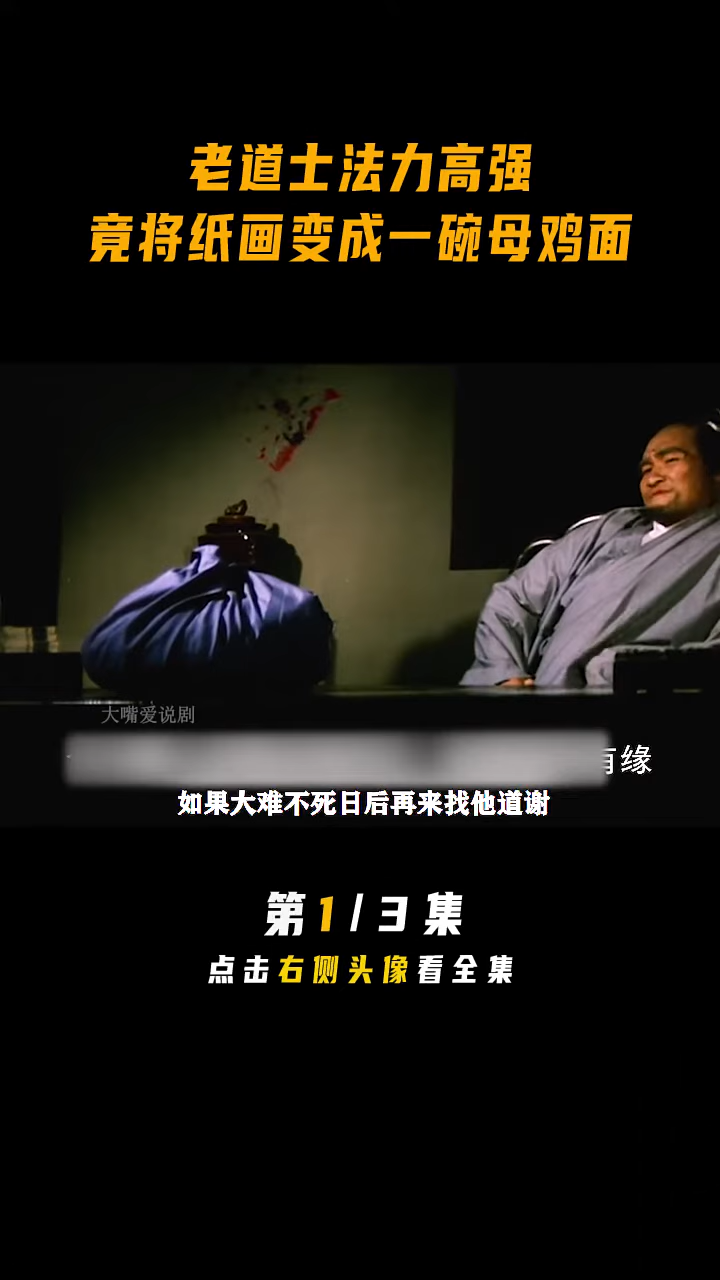 老道士法力高强
竟将纸画变成一碗母鸡面
大嘴爱说剧
有缘
如果大难不死日后再来找他道谢
第1/3集
点击右侧头像看全集